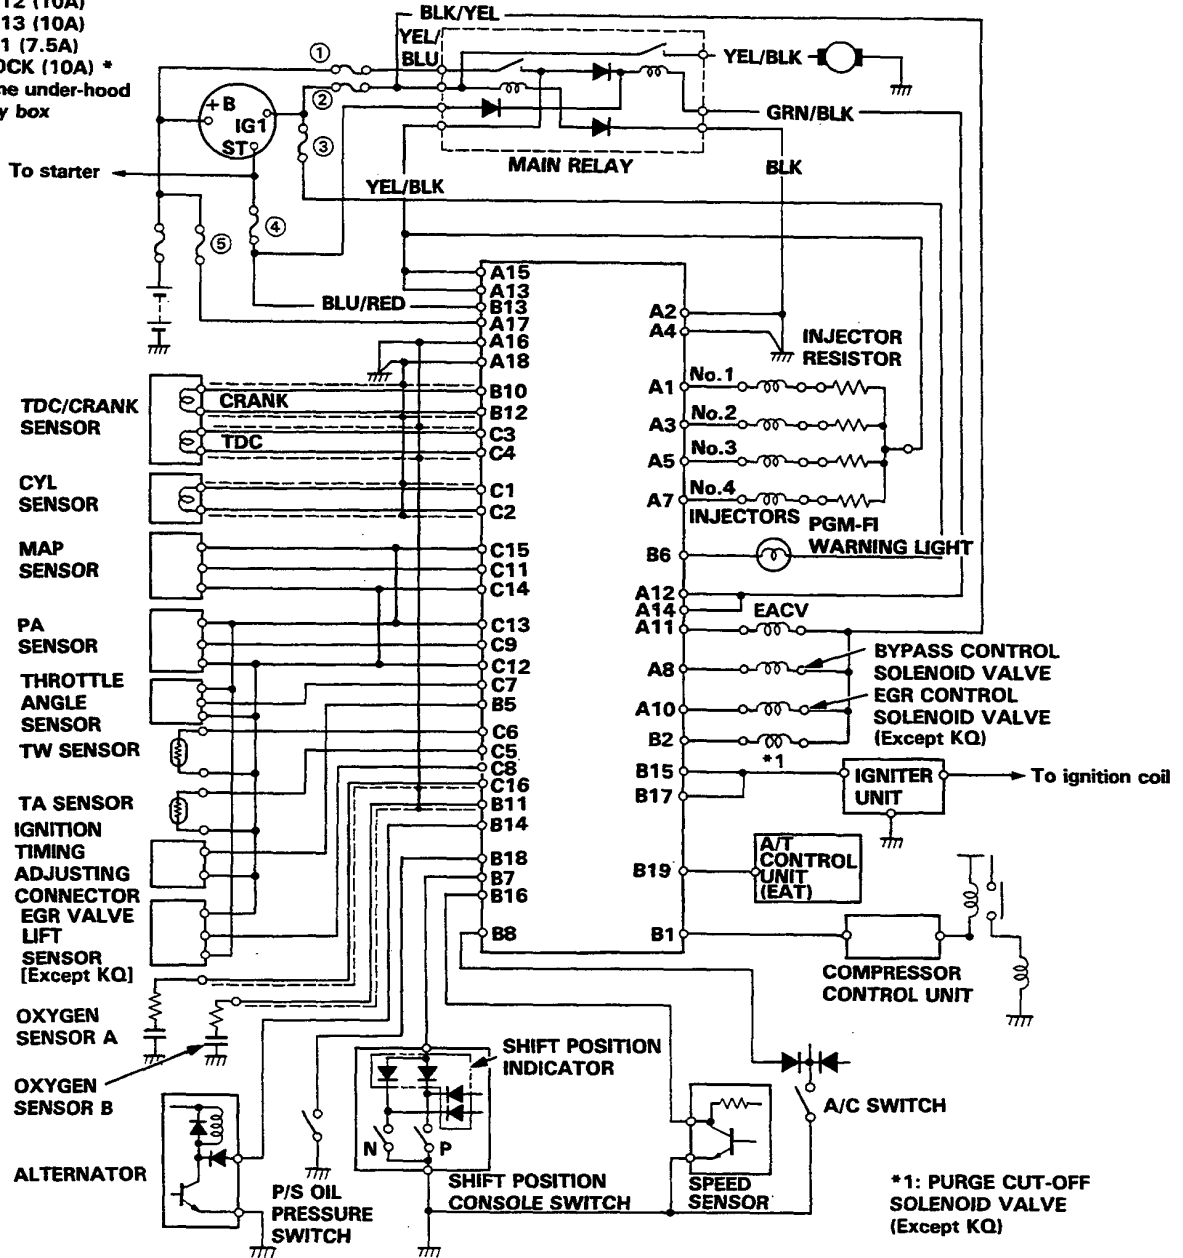 12 (10A)
13 (10A)
1 (7.5A)
OCK (10A) *
ne under-hood
y box
BLK/YEL
YEL/
BLU
①
②
③
④
⑤
+B
IG1
ST
To starter
YEL/BLK
MAIN RELAY
YEL/BLK
GRN/BLK
BLK
BLU/RED
A15
A13
B13
A17
A16
A18
B10
B12
C3
C4
C1
C2
C15
C11
C14
C13
C9
C12
C7
B5
C6
C5
C8
C16
B11
B14
B18
B7
B16
B8
TDC/CRANK
SENSOR
CRANK
TDC
CYL
SENSOR
MAP
SENSOR
PA
SENSOR
THROTTLE
ANGLE
SENSOR
TW SENSOR
TA SENSOR
IGNITION
TIMING
ADJUSTING
CONNECTOR
EGR VALVE
LIFT
SENSOR
[Except KQ]
OXYGEN
SENSOR A
OXYGEN
SENSOR B
ALTERNATOR
A2
A4
A1
A3
A5
A7
B6
A12
A14
A11
A8
A10
B2
B15
B17
B19
B1
INJECTOR
RESISTOR
No.1
No.2
No.3
No.4
INJECTORS
PGM-FI
WARNING LIGHT
EACV
BYPASS CONTROL
SOLENOID VALVE
EGR CONTROL
SOLENOID VALVE
(Except KQ)
*1
IGNITER
UNIT
To ignition coil
A/T
CONTROL
UNIT
(EAT)
COMPRESSOR
CONTROL UNIT
SHIFT POSITION
INDICATOR
N
P
P/S OIL
PRESSURE
SWITCH
SHIFT POSITION
CONSOLE SWITCH
SPEED
SENSOR
A/C SWITCH
*1: PURGE CUT-OFF
SOLENOID VALVE
(Except KQ)